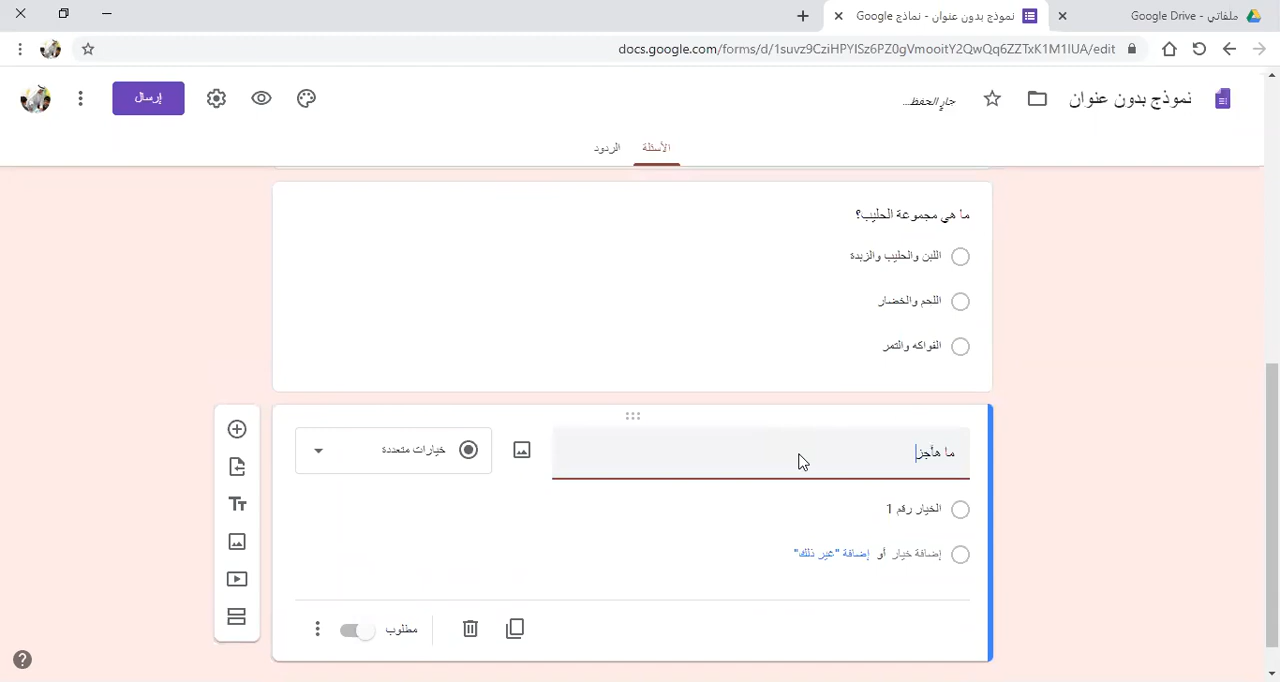 ملفاتي - Google Drive
نموذج بدون عنوان - نماذج Google
docs.google.com/forms/d/1suvz9CziHPYISz6PZ0gVmooitY2QwQq6ZZTxK1M1IUA/edit
نموذج بدون عنوان
جارٍ الحفظ...
إرسال
الأسئلة
الردود
ما هي مجموعة الحليب؟
اللبن والحليب والزبدة
اللحم والخضار
الفواكه والتمر
ما هأجز
خيارات متعددة
الخيار رقم 1
إضافة خيار أو إضافة "غير ذلك"
مطلوب